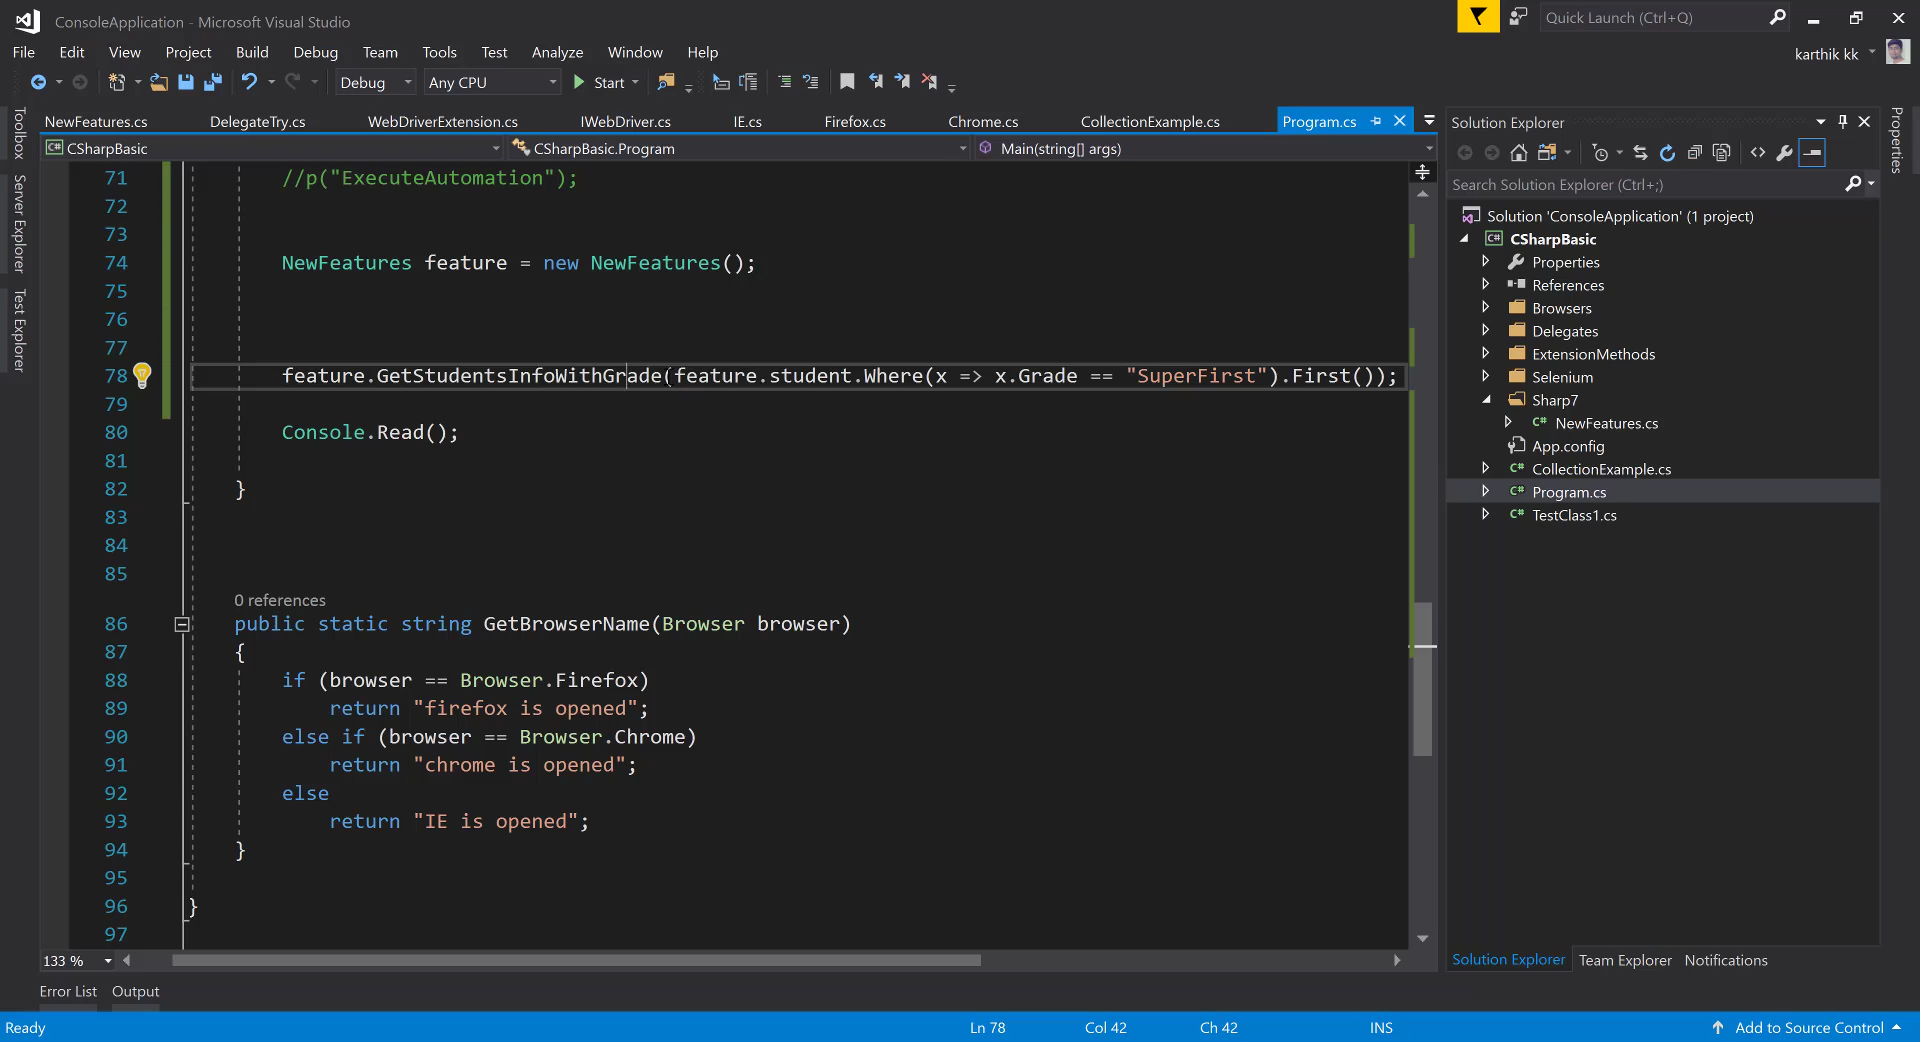 ConsoleApplication - Microsoft Visual Studio
Quick Launch (Ctrl+Q)
File Edit View Project Build Debug Team Tools Test Analyze Window Help
karthik kk
Debug Any CPU Start
Toolbox
Server Explorer
Test Explorer
NewFeatures.cs DelegateTry.cs WebDriverExtension.cs IWebDriver.cs IE.cs Firefox.cs Chrome.cs CollectionExample.cs Program.cs
CSharpBasic CSharpBasic.Program Main(string[] args)
71 //p("ExecuteAutomation");
72
73
74 NewFeatures feature = new NewFeatures();
75
76
77
78 feature.GetStudentsInfoWithGrade(feature.student.Where(x => x.Grade == "SuperFirst").First());
79
80 Console.Read();
81
82 }
83
84
85
0 references
86 public static string GetBrowserName(Browser browser)
87 {
88 if (browser == Browser.Firefox)
89 return "firefox is opened";
90 else if (browser == Browser.Chrome)
91 return "chrome is opened";
92 else
93 return "IE is opened";
94 }
95
96 }
97
133 %
Error List Output
Solution Explorer
Search Solution Explorer (Ctrl+;)
Solution 'ConsoleApplication' (1 project)
C# CSharpBasic
Properties
References
Browsers
Delegates
ExtensionMethods
Selenium
Sharp7
C# NewFeatures.cs
App.config
C# CollectionExample.cs
C# Program.cs
C# TestClass1.cs
Solution Explorer Team Explorer Notifications
Properties
Ready Ln 78 Col 42 Ch 42 INS Add to Source Control